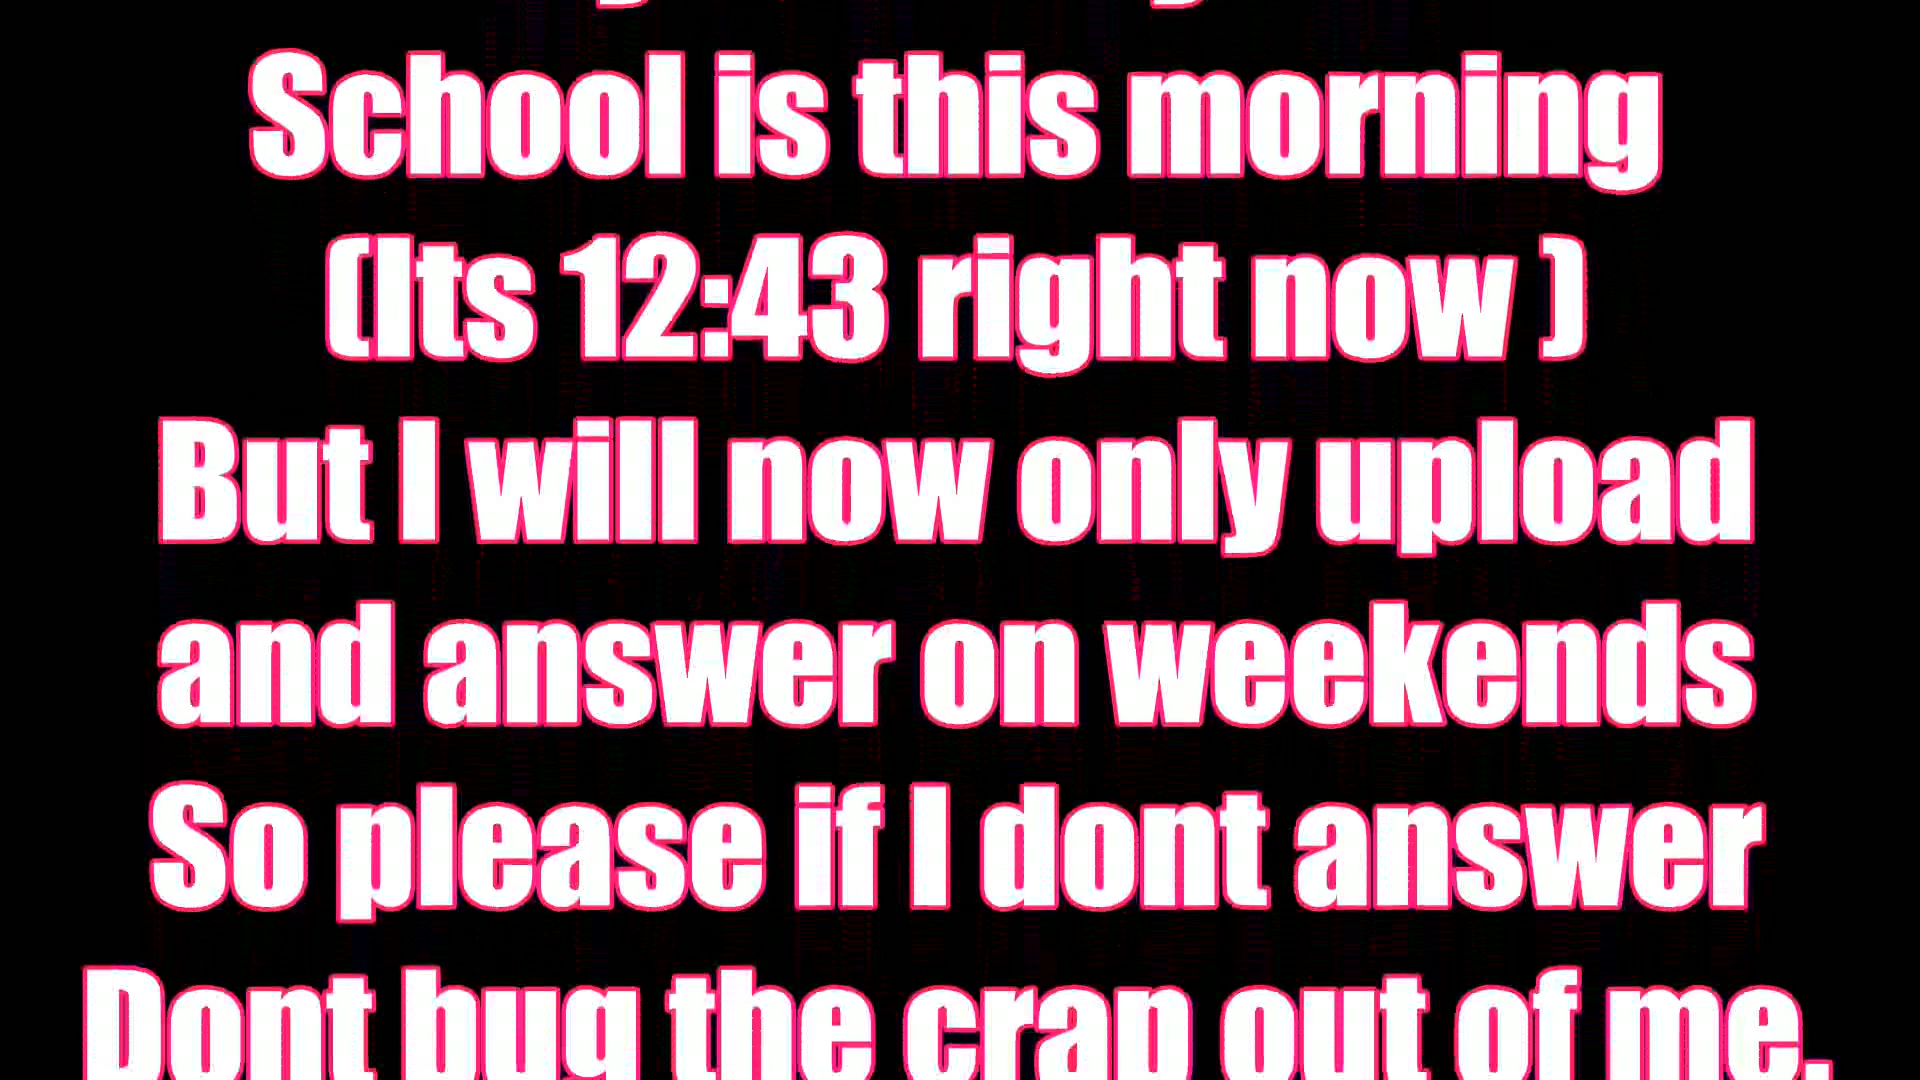 School is this morning
(Its 12:43 right now )
But I will now only upload
and answer on weekends
So please if I dont answer
Dont bug the crap out of me.